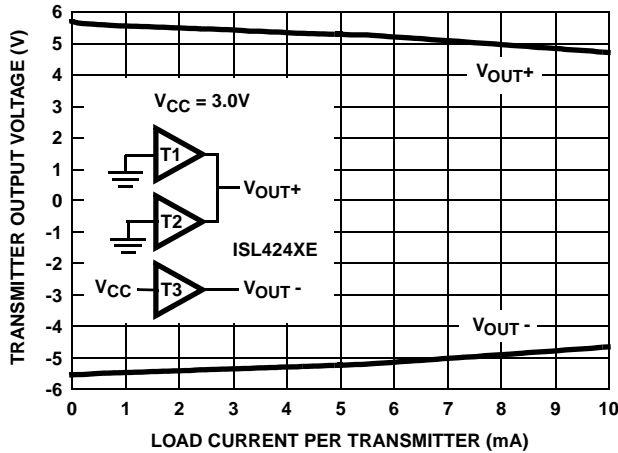 TRANSMITTER OUTPUT VOLTAGE (V)
6
5
4
3
2
1
0
-1
-2
-3
-4
-5
-6
VOUT+
VCC = 3.0V
T1
VOUT+
T2
ISL424XE
VCC
T3
VOUT -
VOUT -
0 1 2 3 4 5 6 7 8 9 10
LOAD CURRENT PER TRANSMITTER (mA)